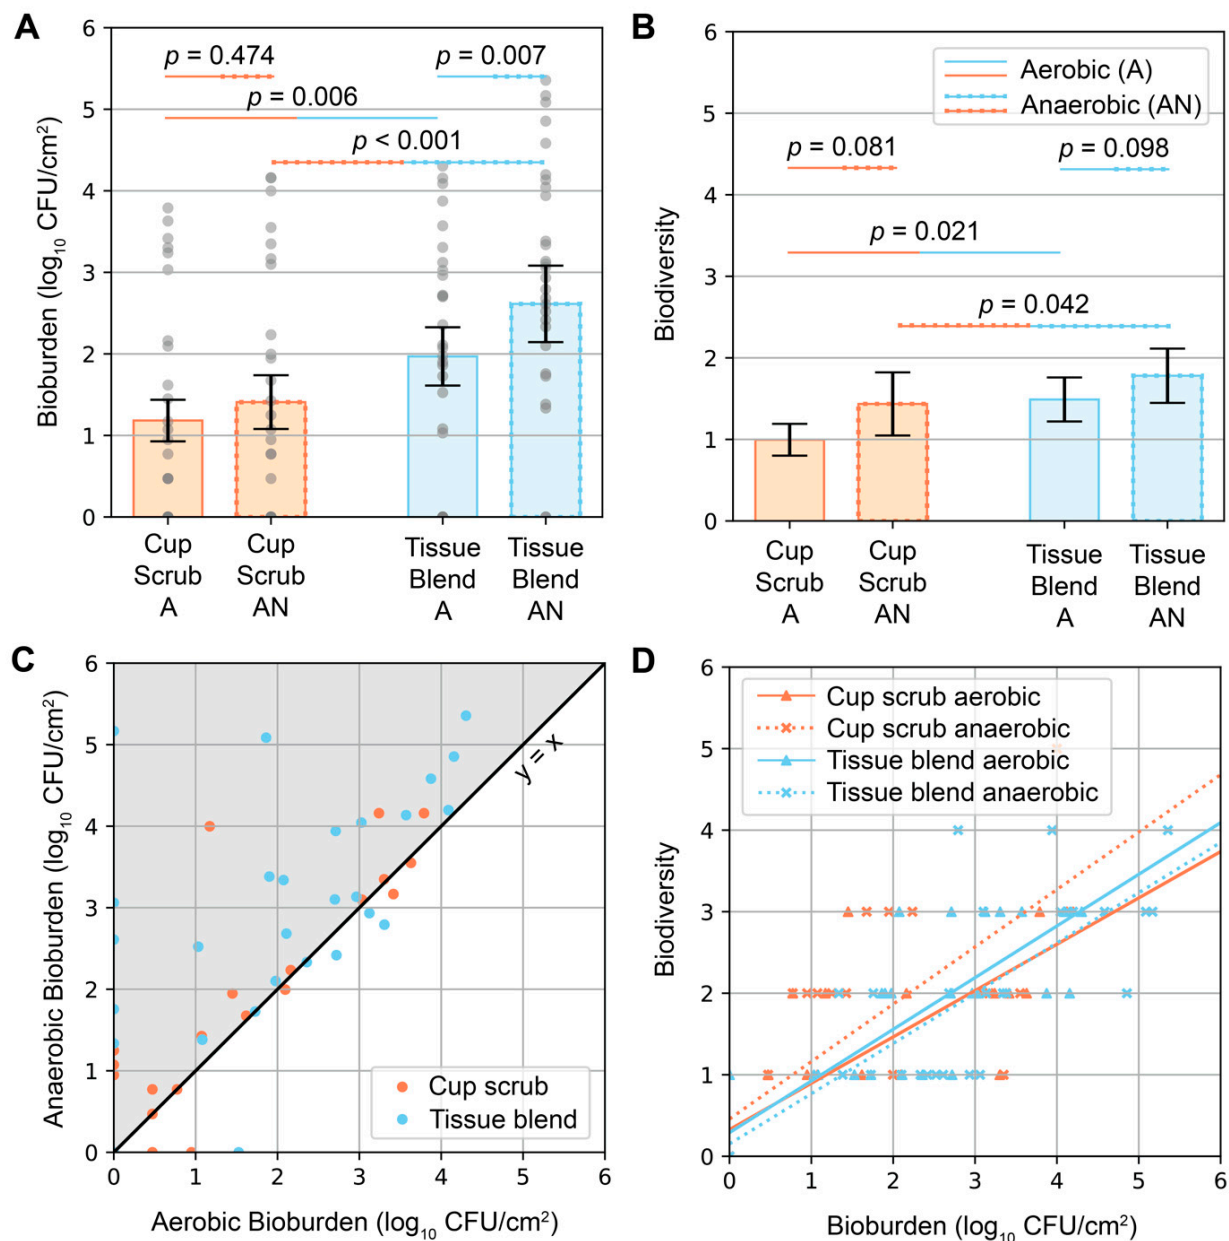 A
Bioburden (log₁₀ CFU/cm²)
6
5
4
3
2
1
0
p = 0.474
p = 0.007
p = 0.006
p < 0.001
Cup
Scrub
A
Cup
Scrub
AN
Tissue
Blend
A
Tissue
Blend
AN
B
Biodiversity
6
5
4
3
2
1
0
Aerobic (A)
Anaerobic (AN)
p = 0.081
p = 0.098
p = 0.021
p = 0.042
Cup
Scrub
A
Cup
Scrub
AN
Tissue
Blend
A
Tissue
Blend
AN
C
Anaerobic Bioburden (log₁₀ CFU/cm²)
6
5
4
3
2
1
0
y = x
Cup scrub
Tissue blend
0 1 2 3 4 5 6
Aerobic Bioburden (log₁₀ CFU/cm²)
D
Biodiversity
6
5
4
3
2
1
0
Cup scrub aerobic
Cup scrub anaerobic
Tissue blend aerobic
Tissue blend anaerobic
0 1 2 3 4 5 6
Bioburden (log₁₀ CFU/cm²)